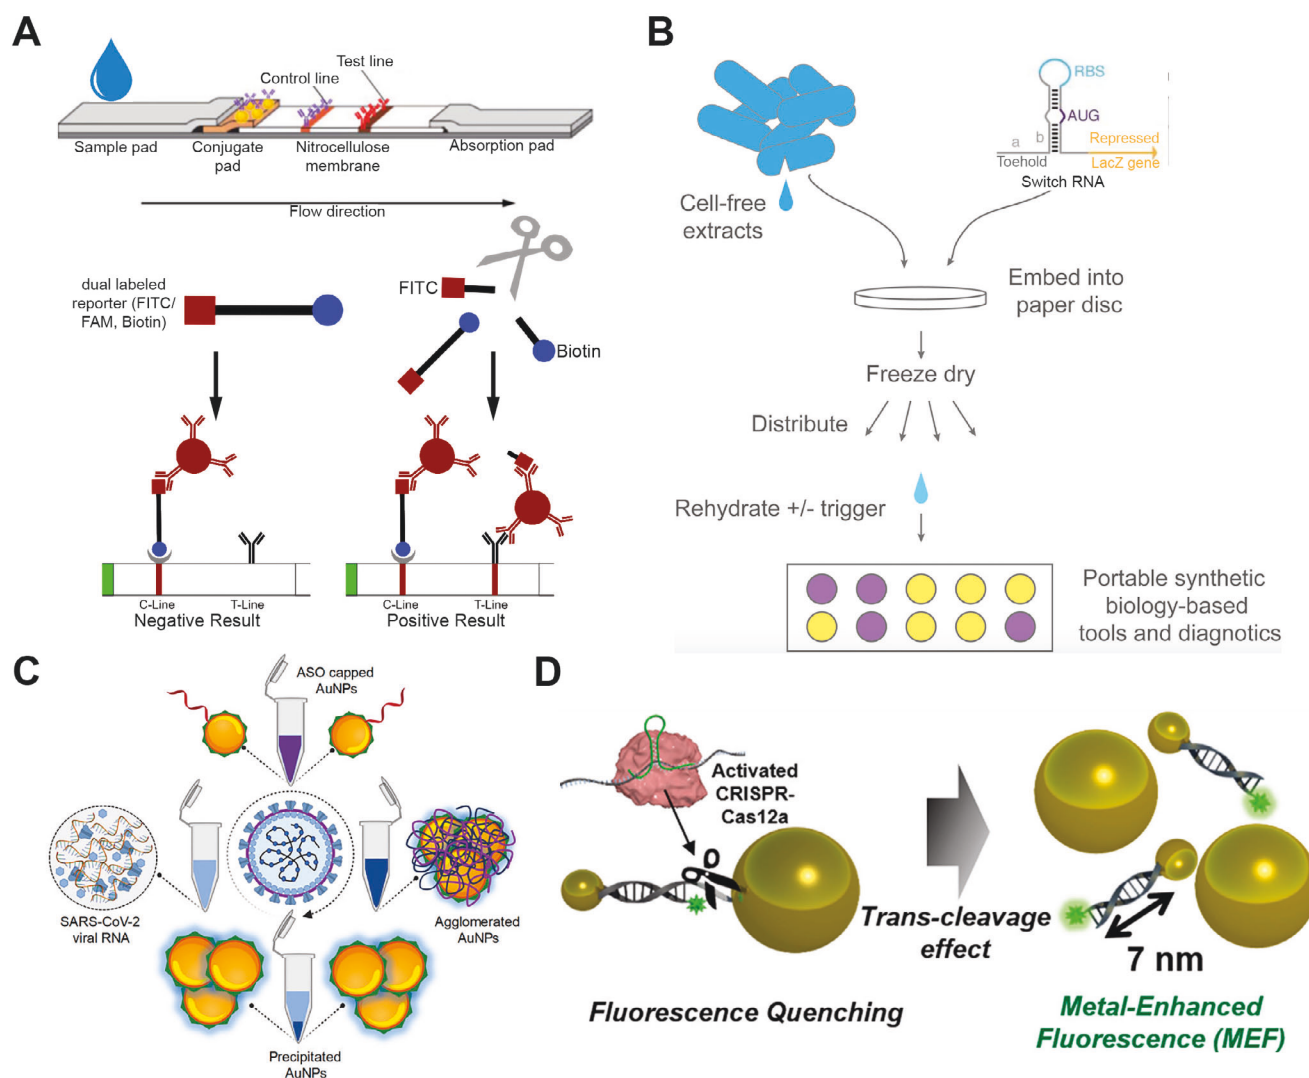 A
Control line
Test line
Sample pad
Conjugate
pad
Nitrocellulose
membrane
Absorption pad
Flow direction
dual labeled
reporter (FITC/
FAM, Biotin)
FITC
Biotin
C-Line
T-Line
Negative Result
C-Line
T-Line
Positive Result
B
Cell-free
extracts
RBS
AUG
a
b
Repressed
Toehold
LacZ gene
Switch RNA
Embed into
paper disc
Freeze dry
Distribute
Rehydrate +/- trigger
Portable synthetic
biology-based
tools and diagnotics
C
ASO capped
AuNPs
SARS-CoV-2
viral RNA
Agglomerated
AuNPs
Precipitated
AuNPs
D
Activated
CRISPR-
Cas12a
Trans-cleavage
effect
7 nm
Fluorescence Quenching
Metal-Enhanced
Fluorescence (MEF)